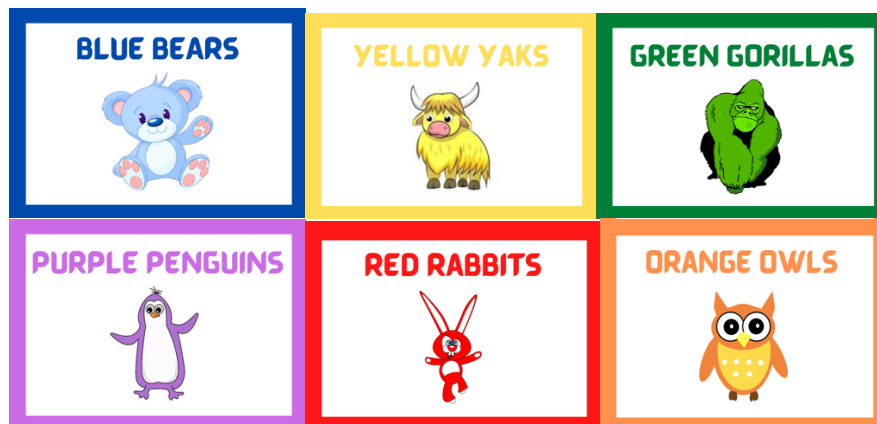 BLUE BEARS
YELLOW YAKS
GREEN GORILLAS
PURPLE PENGUINS
RED RABBITS
ORANGE OWLS